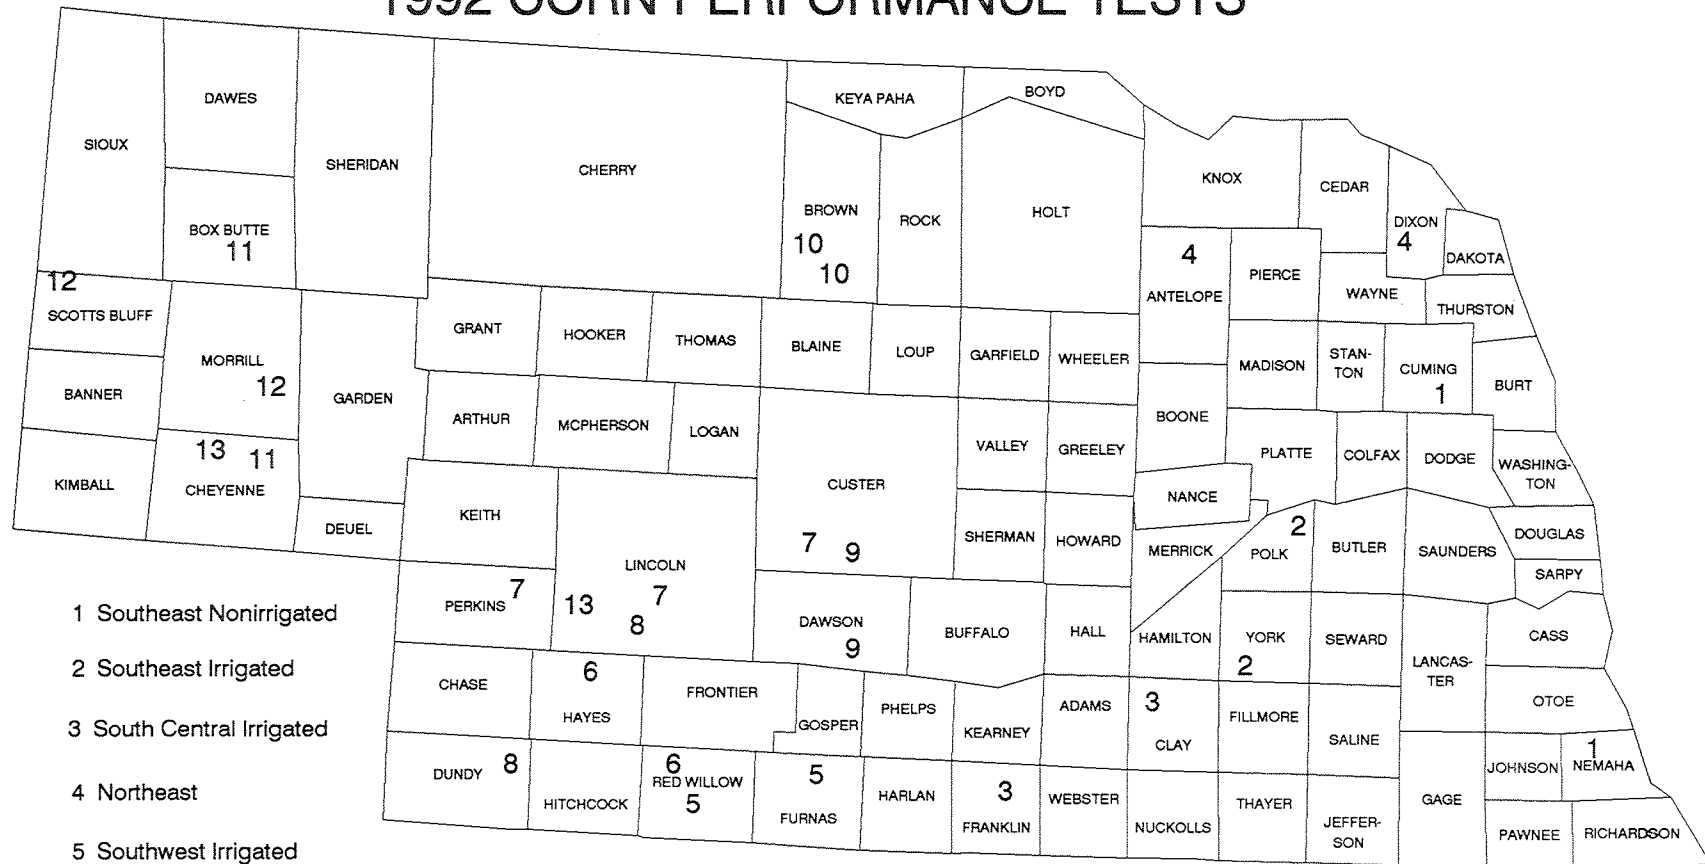 1992 CORN PERFORMANCE TESTS
KEYA PAHA
BOYD
DAWES
SIOUX
SHERIDAN
CHERRY
KNOX
CEDAR
BROWN
10
10
ROCK
HOLT
DIXON
4
DAKOTA
BOX BUTTE
11
4
ANTELOPE
PIERCE
WAYNE
THURSTON
12
SCOTTS BLUFF
GRANT
HOOKER
THOMAS
BLAINE
LOUP
GARFIELD
WHEELER
MORRILL
12
MADISON
STAN-
TON
CUMING
1
BURT
BANNER
GARDEN
ARTHUR
MCPHERSON
LOGAN
BOONE
VALLEY
GREELEY
PLATTE
COLFAX
DODGE
WASHING-
TON
13 11
CHEYENNE
KIMBALL
CUSTER
7 9
NANCE
DEUEL
KEITH
SHERMAN
HOWARD
MERRICK
2
POLK
BUTLER
SAUNDERS
DOUGLAS
SARPY
LINCOLN
13 7
8
PERKINS 7
DAWSON
9
BUFFALO
HALL
HAMILTON
YORK
2
SEWARD
LANCAS-
TER
CASS
OTOE
CHASE
6
HAYES
FRONTIER
GOSPER
PHELPS
KEARNEY
ADAMS
3
CLAY
FILLMORE
SALINE
DUNDY 8
HITCHCOCK
6
RED WILLOW
5
5
FURNAS
HARLAN
3
FRANKLIN
WEBSTER
NUCKOLLS
THAYER
JEFFER-
SON
GAGE
JOHNSON
1
NEMAHA
PAWNEE
RICHARDSON
1 Southeast Nonirrigated
2 Southeast Irrigated
3 South Central Irrigated
4 Northeast
5 Southwest Irrigated